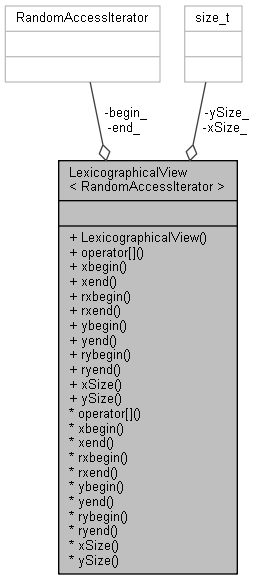 RandomAccessIterator
size_t
-begin_
-end_
-ySize_
-xSize_
LexicographicalView
< RandomAccessIterator >
+ LexicographicalView()
+ operator[]()
+ xbegin()
+ xend()
+ rxbegin()
+ rxend()
+ ybegin()
+ yend()
+ rybegin()
+ ryend()
+ xSize()
+ ySize()
* operator[]()
* xbegin()
* xend()
* rxbegin()
* rxend()
* ybegin()
* yend()
* rybegin()
* ryend()
* xSize()
* ySize()